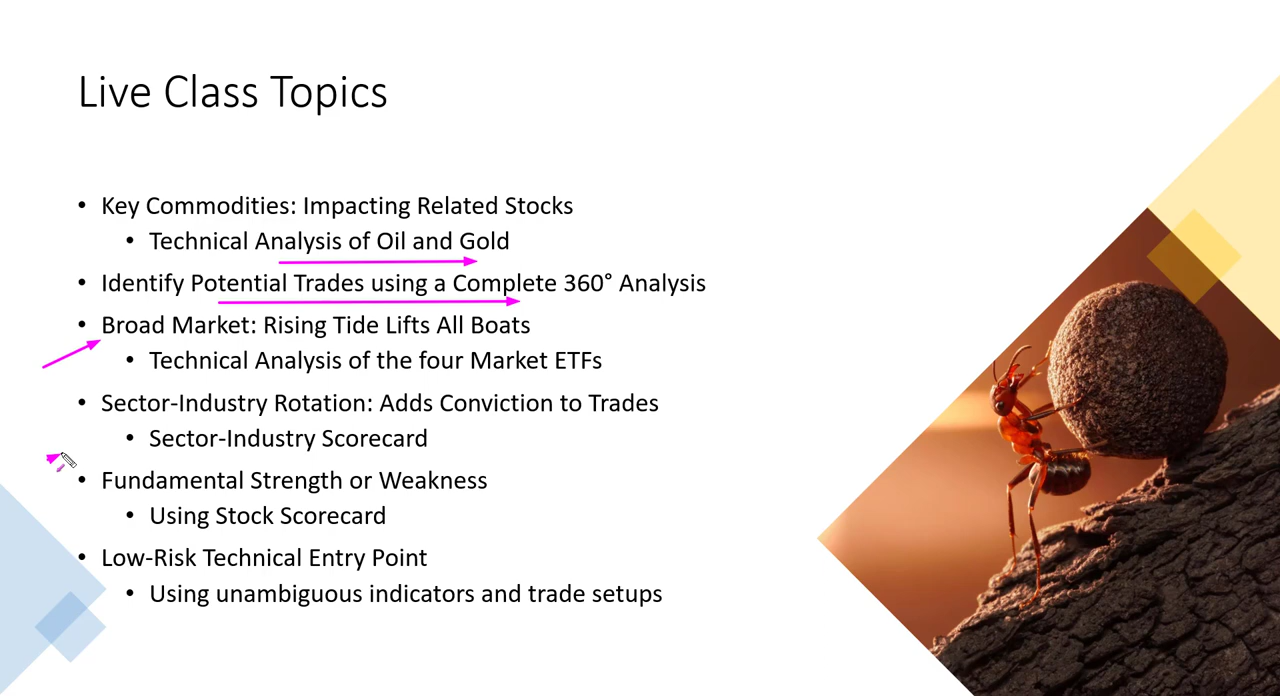 Live Class Topics
• Key Commodities: Impacting Related Stocks
• Technical Analysis of Oil and Gold
• Identify Potential Trades using a Complete 360° Analysis
• Broad Market: Rising Tide Lifts All Boats
• Technical Analysis of the four Market ETFs
• Sector-Industry Rotation: Adds Conviction to Trades
• Sector-Industry Scorecard
• Fundamental Strength or Weakness
• Using Stock Scorecard
• Low-Risk Technical Entry Point
• Using unambiguous indicators and trade setups